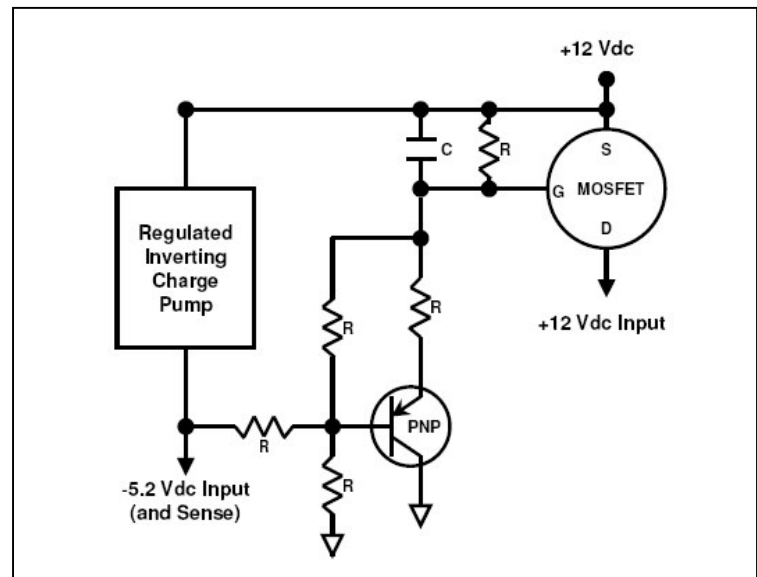 +12 Vdc
C
R
S
G
MOSFET
D
Regulated
Inverting
Charge
Pump
+12 Vdc Input
R
R
PNP
R
-5.2 Vdc Input
(and Sense)
R